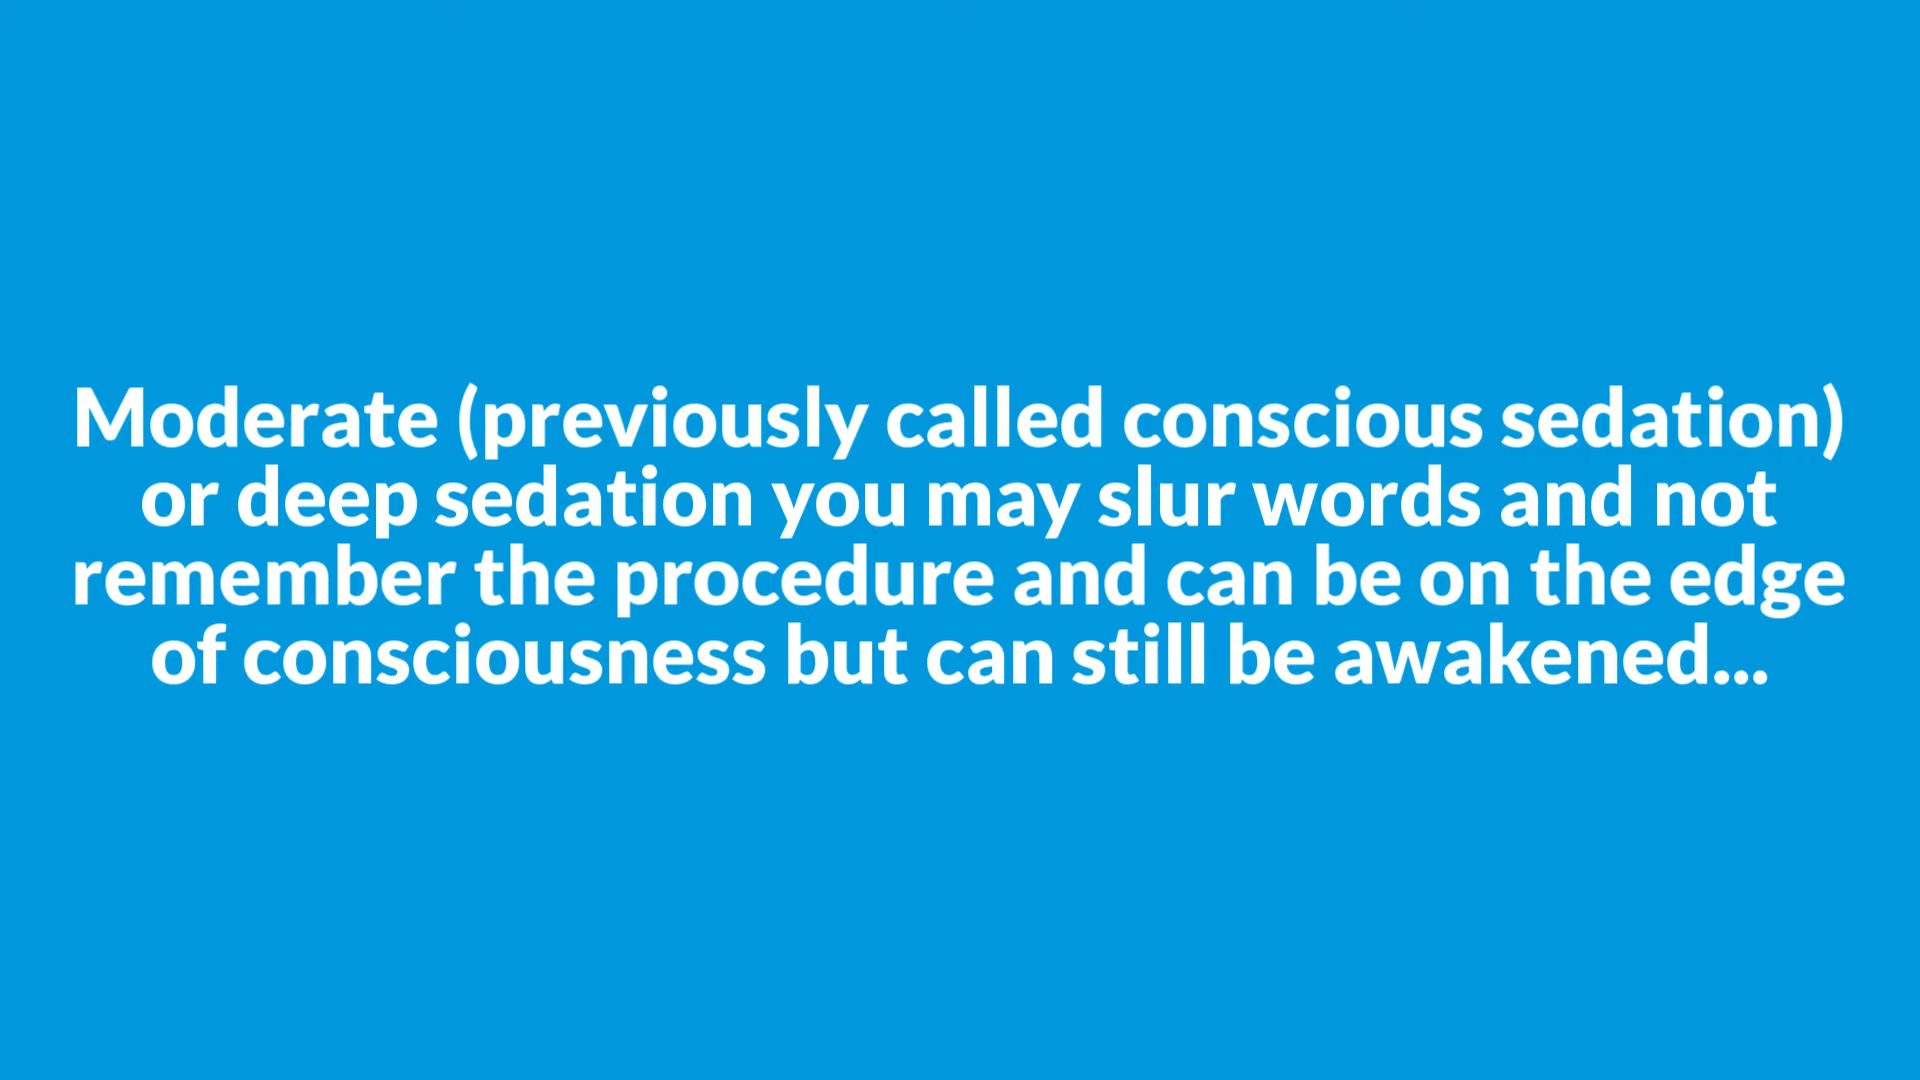 Moderate (previously called conscious sedation)
or deep sedation you may slur words and not
remember the procedure and can be on the edge
of consciousness but can still be awakened...